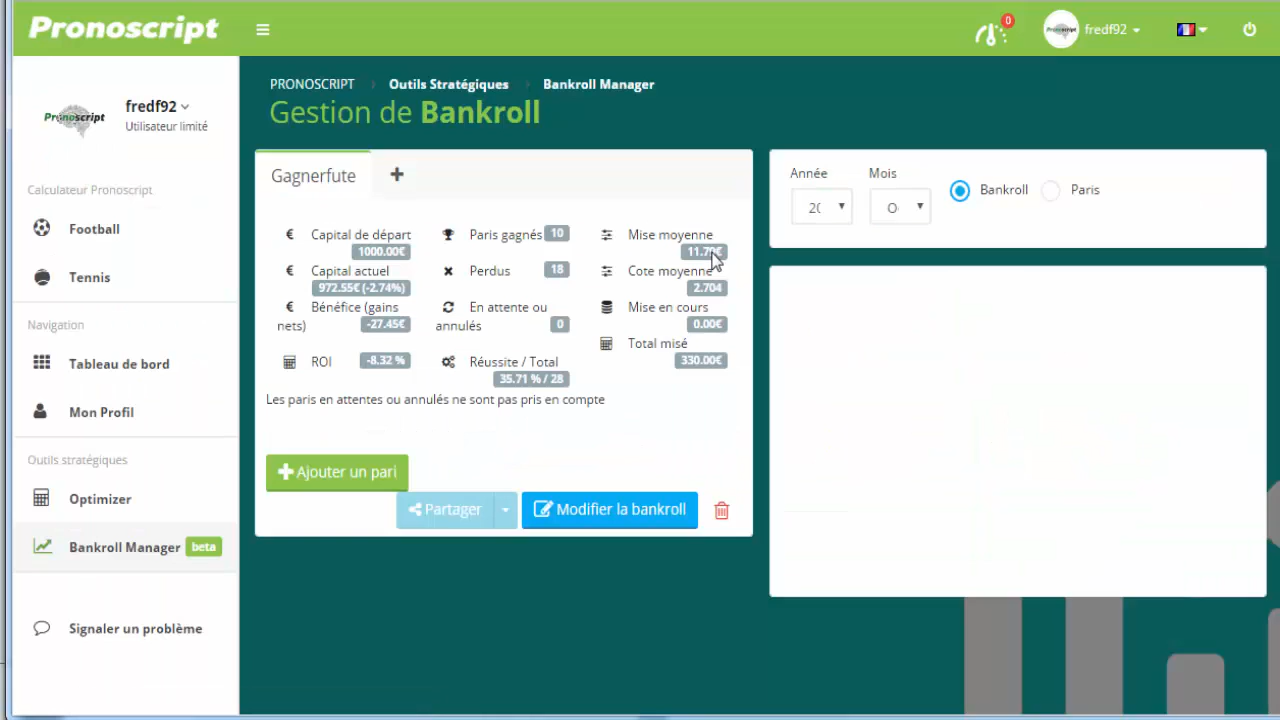 Pronoscript
0
fredf92
fredf92
Utilisateur limité
Pronoscript
Calculateur Pronoscript
Football
Tennis
Navigation
Tableau de bord
Mon Profil
Outils stratégiques
Optimizer
Bankroll Manager beta
Signaler un problème
PRONOSCRIPT Outils Stratégiques Bankroll Manager
Gestion de Bankroll
Gagnerfute
€ Capital de départ
1000.00€
€ Capital actuel
972.55€ (-2.74%)
€ Bénéfice (gains
nets) -27.45€
ROI -8.32 %
Paris gagnés 10
Perdus 18
En attente ou
annulés 0
Réussite / Total
35.71 % / 28
Mise moyenne
Cote moyenne
2.704
Mise en cours
0.00€
Total misé
330.00€
Les paris en attentes ou annulés ne sont pas pris en compte
Ajouter un pari
Partager
Modifier la bankroll
Année
Mois
Bankroll
Paris